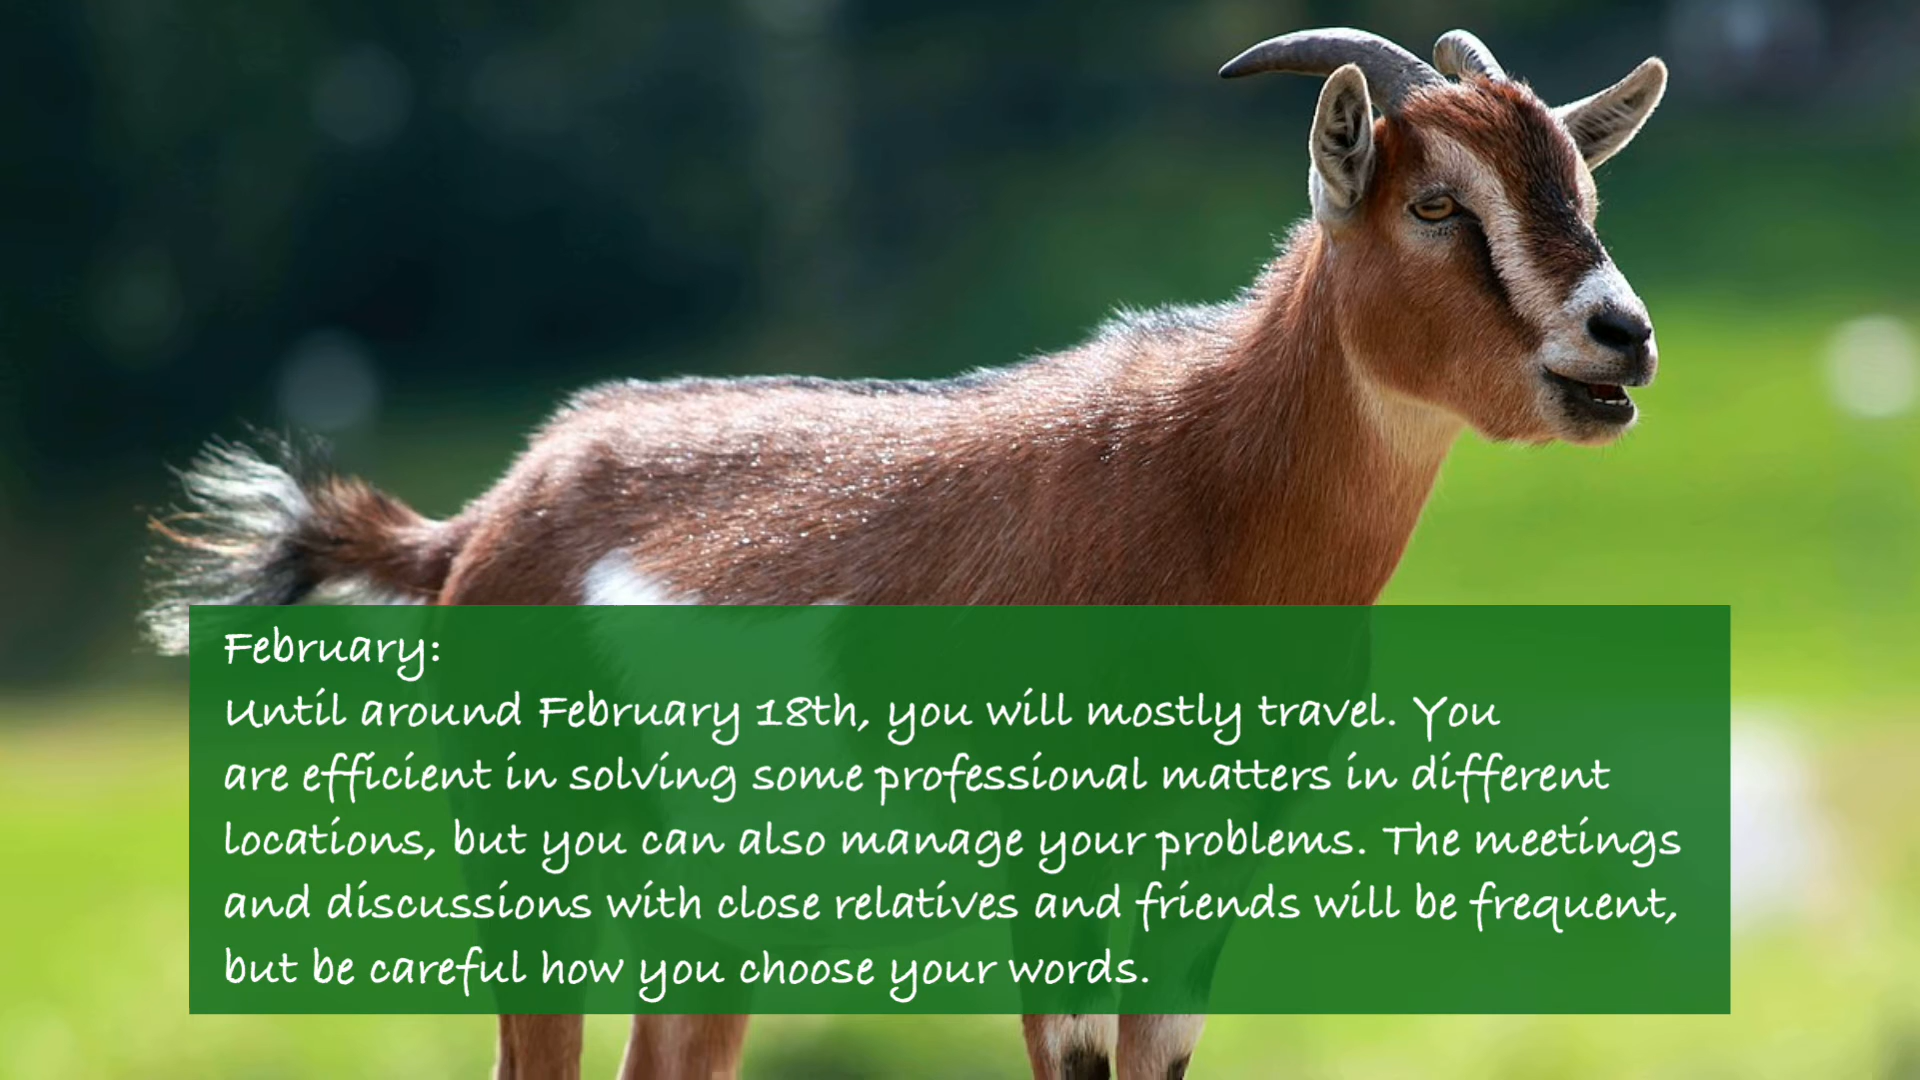 February:
Until around February 18th, you will mostly travel. You
are efficient in solving some professional matters in different
locations, but you can also manage your problems. The meetings
and discussions with close relatives and friends will be frequent,
but be careful how you choose your words.